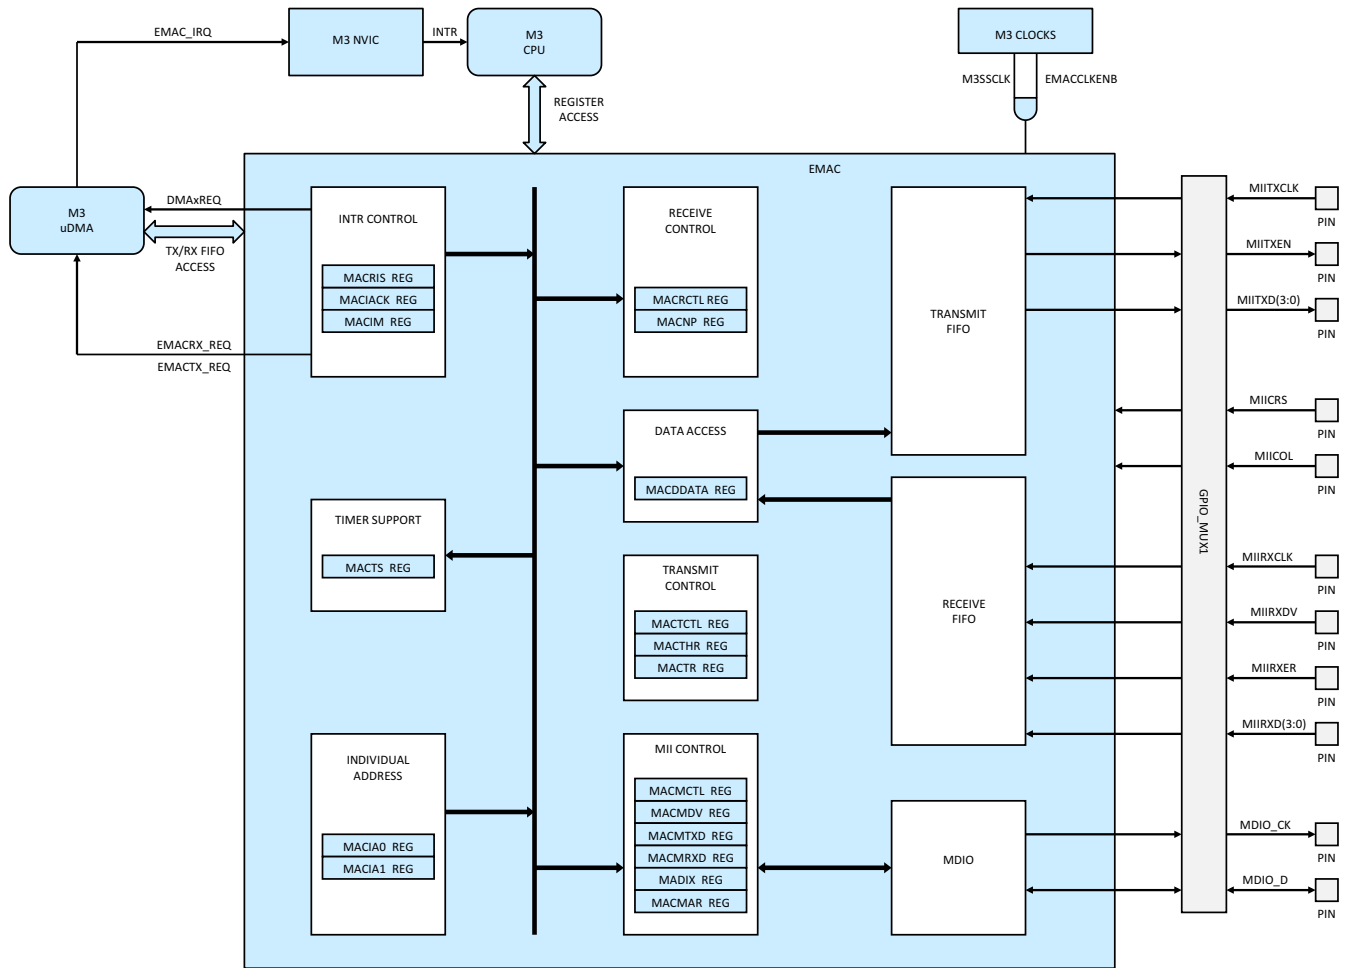 EMAC_IRQ
M3 NVIC
INTR
M3
CPU
M3 CLOCKS
M3SSCLK
EMACCLKENB
REGISTER
ACCESS
EMAC
M3
uDMA
DMAxREQ
TX/RX FIFO
ACCESS
EMACRX_REQ
EMACTX_REQ
INTR CONTROL
MACRIS REG
MACIACK REG
MACIM REG
RECEIVE
CONTROL
MACRCTL REG
MACNP REG
TRANSMIT
FIFO
DATA ACCESS
MACDDATA REG
TIMER SUPPORT
MACTS REG
TRANSMIT
CONTROL
MACTCTL REG
MACTHR REG
MACTR REG
RECEIVE
FIFO
INDIVIDUAL
ADDRESS
MACIA0 REG
MACIA1 REG
MII CONTROL
MACMCTL REG
MACMDV REG
MACMTXD REG
MACMRXD REG
MADIX REG
MACMAR REG
MDIO
GPIO_MUX1
MIITXCLK
PIN
MIITXEN
PIN
MIITXD(3:0)
PIN
MIICRS
PIN
MIICOL
PIN
MIIRXCLK
PIN
MIIRXDV
PIN
MIIRXER
PIN
MIIRXD(3:0)
PIN
MDIO_CK
PIN
MDIO_D
PIN